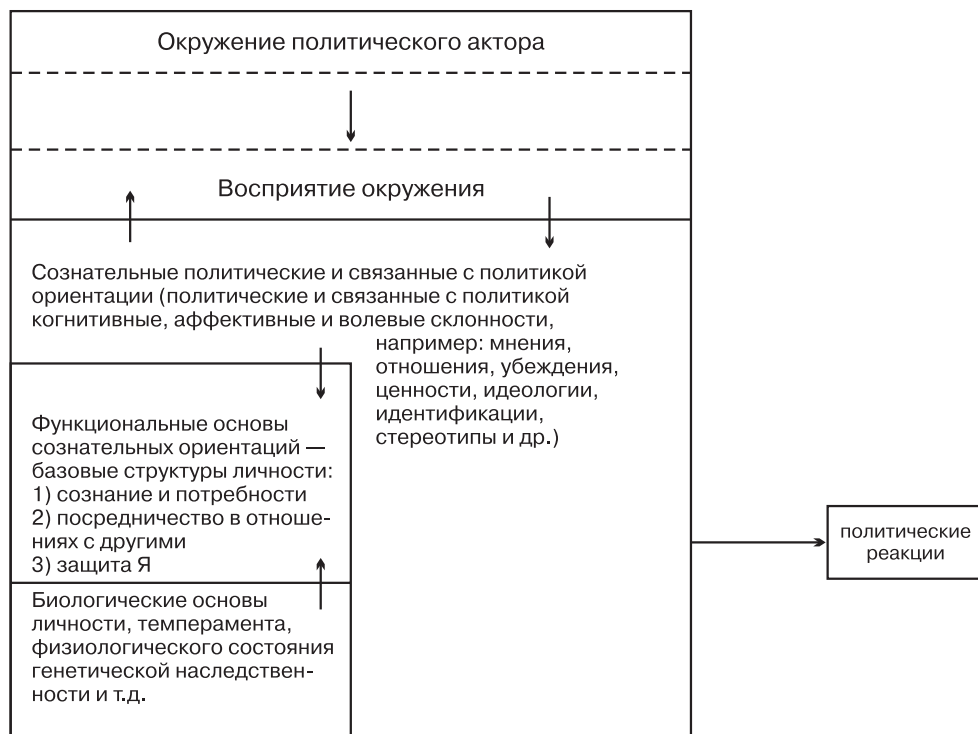 Окружение политического актора
Восприятие окружения
Сознательные политические и связанные с политикой
ориентации (политические и связанные с политикой
когнитивные, аффективные и волевые склонности,
например: мнения,
отношения, убеждения,
ценности, идеологии,
идентификации,
стереотипы и др.)
Функциональные основы
сознательных ориентаций —
базовые структуры личности:
1) сознание и потребности
2) посредничество в отноше-
ниях с другими
3) защита Я
Биологические основы
личности, темперамента,
физиологического состояния
генетической наследствен-
ности и т.д.
политические
реакции